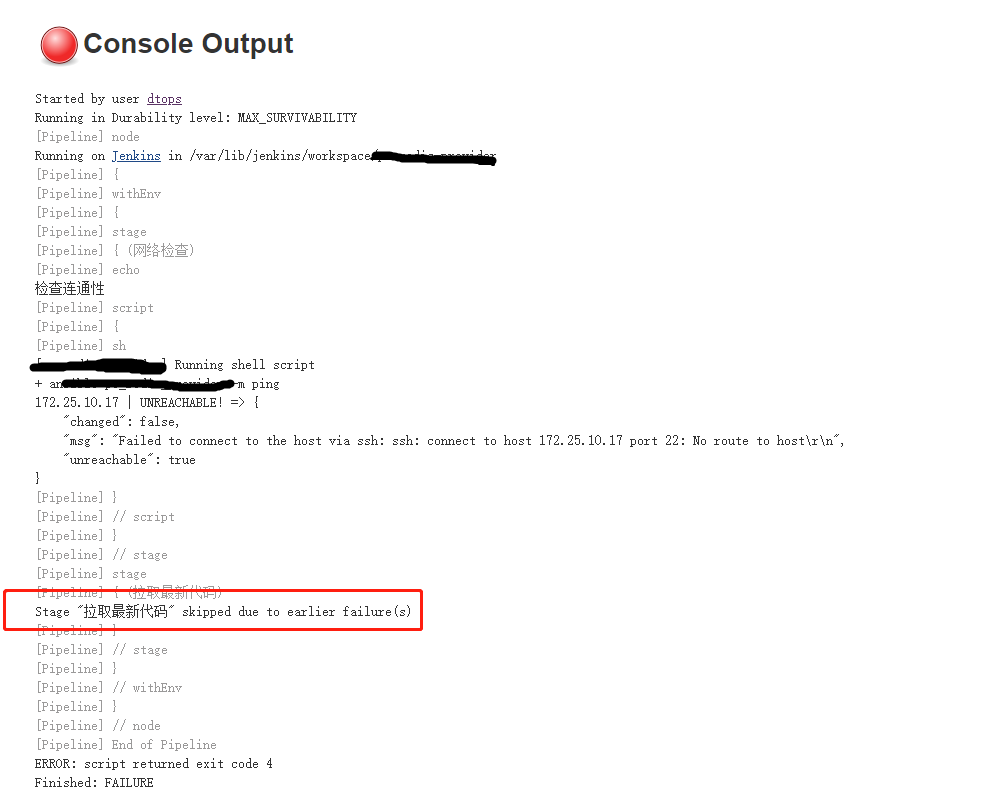 Console Output
Started by user dtops
Running in Durability level: MAX_SURVIVABILITY
[Pipeline] node
Running on Jenkins in /var/lib/jenkins/workspace/
[Pipeline] {
[Pipeline] withEnv
[Pipeline] {
[Pipeline] stage
[Pipeline] { (网络检查)
[Pipeline] echo
检查连通性
[Pipeline] script
[Pipeline] {
[Pipeline] sh
Running shell script
+ -m ping
172.25.10.17 | UNREACHABLE! => {
"changed": false,
"msg": "Failed to connect to the host via ssh: ssh: connect to host 172.25.10.17 port 22: No route to host\r\n",
"unreachable": true
}
[Pipeline] }
[Pipeline] // script
[Pipeline] }
[Pipeline] // stage
[Pipeline] stage
[Pipeline] { (拉取最新代码)
Stage "拉取最新代码" skipped due to earlier failure(s)
[Pipeline] }
[Pipeline] // stage
[Pipeline] }
[Pipeline] // withEnv
[Pipeline] }
[Pipeline] // node
[Pipeline] End of Pipeline
ERROR: script returned exit code 4
Finished: FAILURE